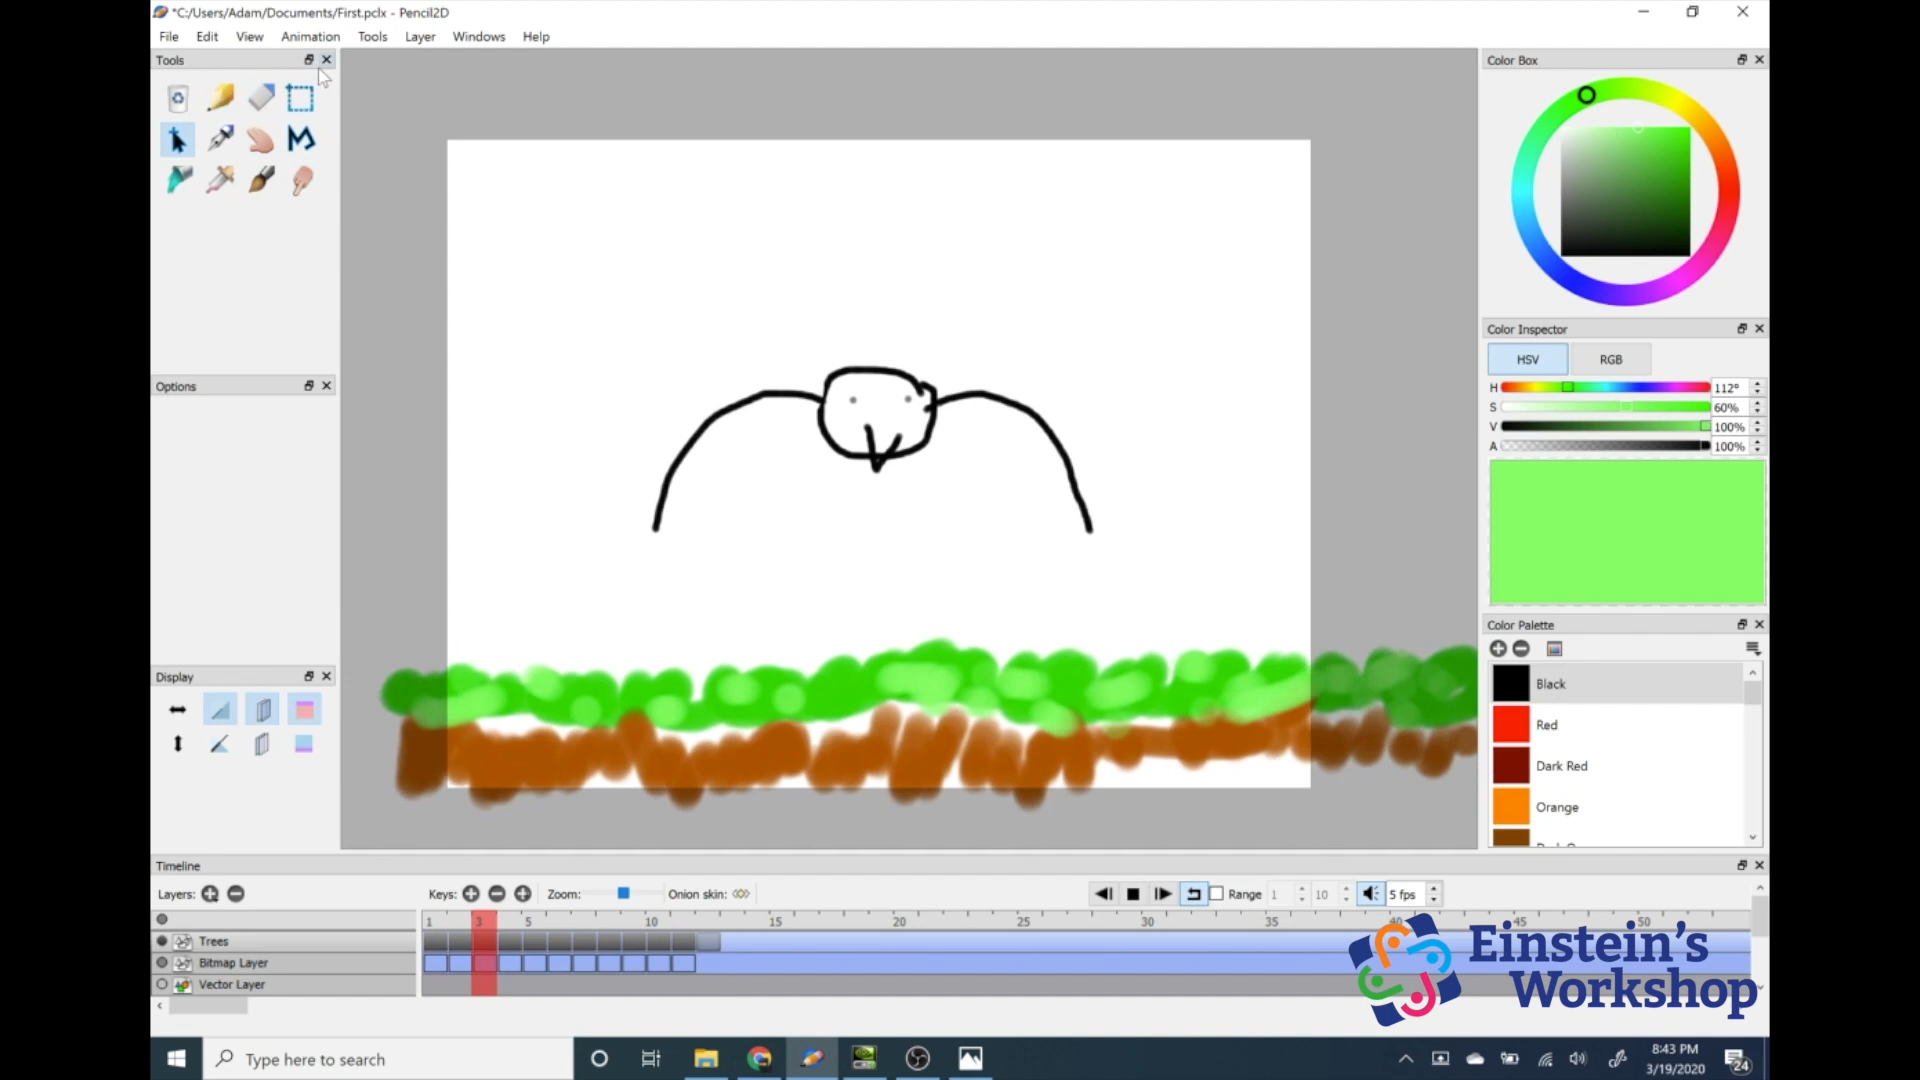 *C:/Users/Adam/Documents/First.pclx - Pencil2D
File Edit View Animation Tools Layer Windows Help
Tools
Options
Display
Color Box
Color Inspector
HSV RGB
H 112°
S 60%
V 100%
A 100%
Color Palette
Black
Red
Dark Red
Orange
Timeline
Layers: Keys: Zoom: Onion skin: Range 1 10 5 fps
1 3 5 10 15 20 25 30 35 40 45 50
Trees
Bitmap Layer
Vector Layer
Einstein's
Workshop
Type here to search
8:43 PM
3/19/2020
24